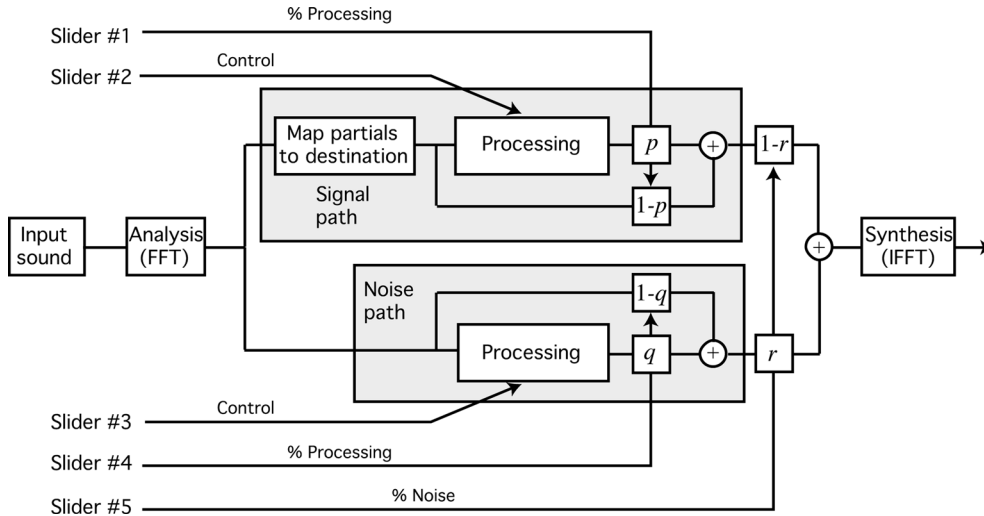 % Processing
Slider #1
Control
Slider #2
Map partials
to destination
Processing
p
+
1-r
Signal
path
1-p
Input
sound
Analysis
(FFT)
+
Synthesis
(IFFT)
Noise
path
1-q
Processing
q
+
r
Control
Slider #3
% Processing
Slider #4
% Noise
Slider #5